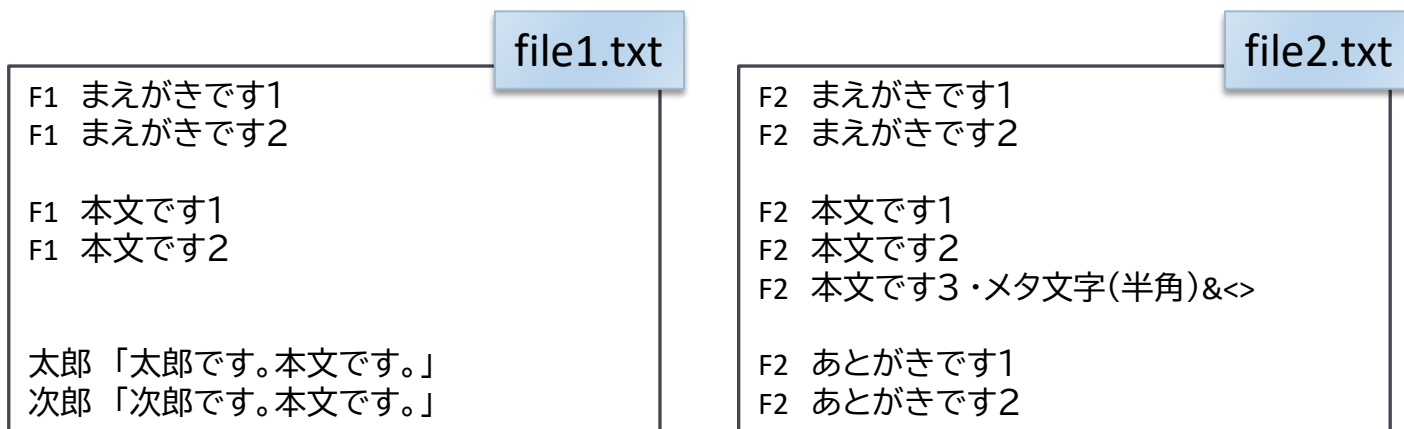 file1.txt
F1 まえがきです1
F1 まえがきです2
F1 本文です1
F1 本文です2
太郎 「太郎です。本文です。」
次郎 「次郎です。本文です。」
file2.txt
F2 まえがきです1
F2 まえがきです2
F2 本文です1
F2 本文です2
F2 本文です3・メタ文字(半角)&<>
F2 あとがきです1
F2 あとがきです2